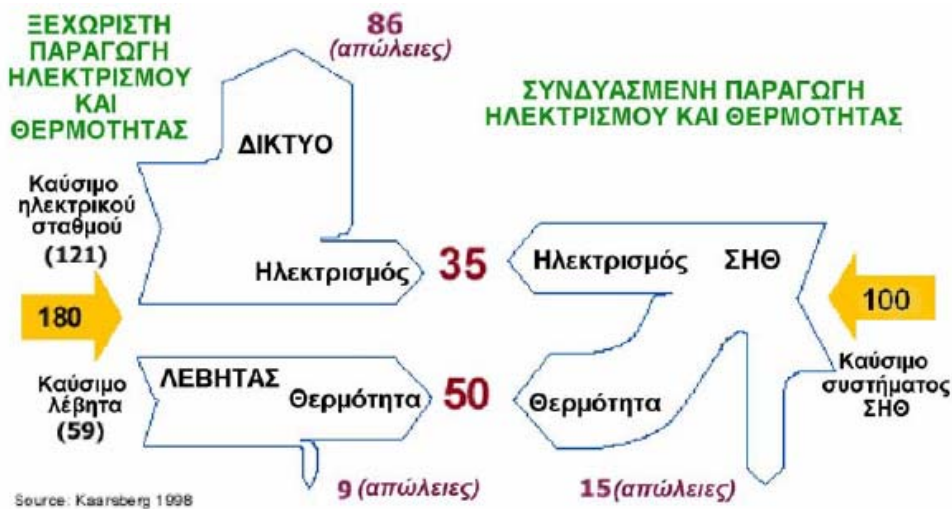 ΞΕΧΩΡΙΣΤΗ
ΠΑΡΑΓΩΓΗ
ΗΛΕΚΤΡΙΣΜΟΥ
ΚΑΙ
ΘΕΡΜΟΤΗΤΑΣ
86
(απώλειες)
ΣΥΝΔΥΑΣΜΕΝΗ ΠΑΡΑΓΩΓΗ
ΗΛΕΚΤΡΙΣΜΟΥ ΚΑΙ ΘΕΡΜΟΤΗΤΑΣ
ΔΙΚΤΥΟ
Καύσιμο
ηλεκτρικού
σταθμού
(121)
Ηλεκτρισμός
35
Ηλεκτρισμός
ΣΗΘ
180
100
ΛΕΒΗΤΑΣ
Καύσιμο
λέβητα
(59)
Θερμότητα
50
Θερμότητα
Καύσιμο
συστήματος
ΣΗΘ
9 (απώλειες)
15(απώλειες)
Source: Kaarsberg 1998